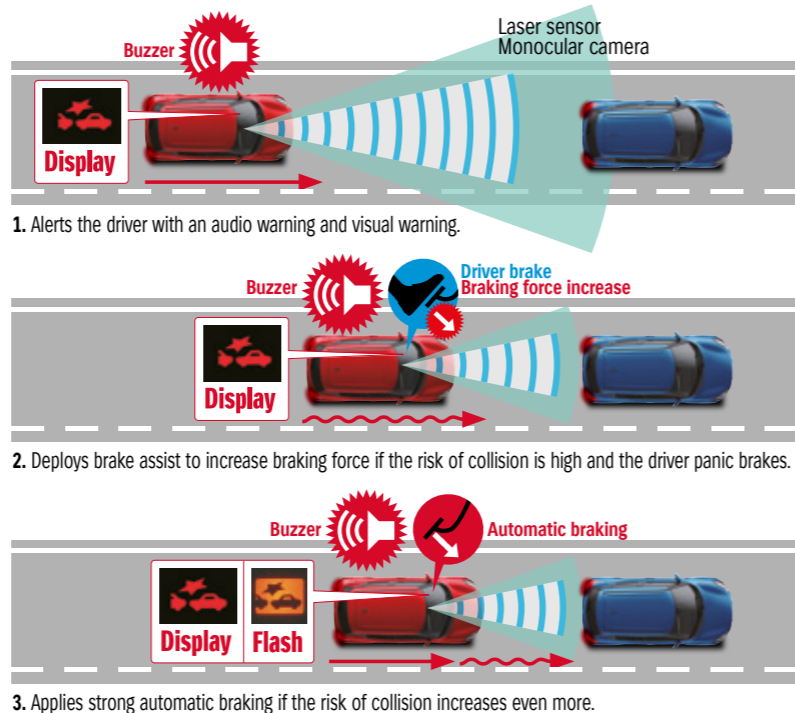 Laser sensor
Monocular camera
Buzzer
Display
1. Alerts the driver with an audio warning and visual warning.
Driver brake
Buzzer
Braking force increase
Display
2. Deploys brake assist to increase braking force if the risk of collision is high and the driver panic brakes.
Buzzer
Automatic braking
Display
Flash
3. Applies strong automatic braking if the risk of collision increases even more.